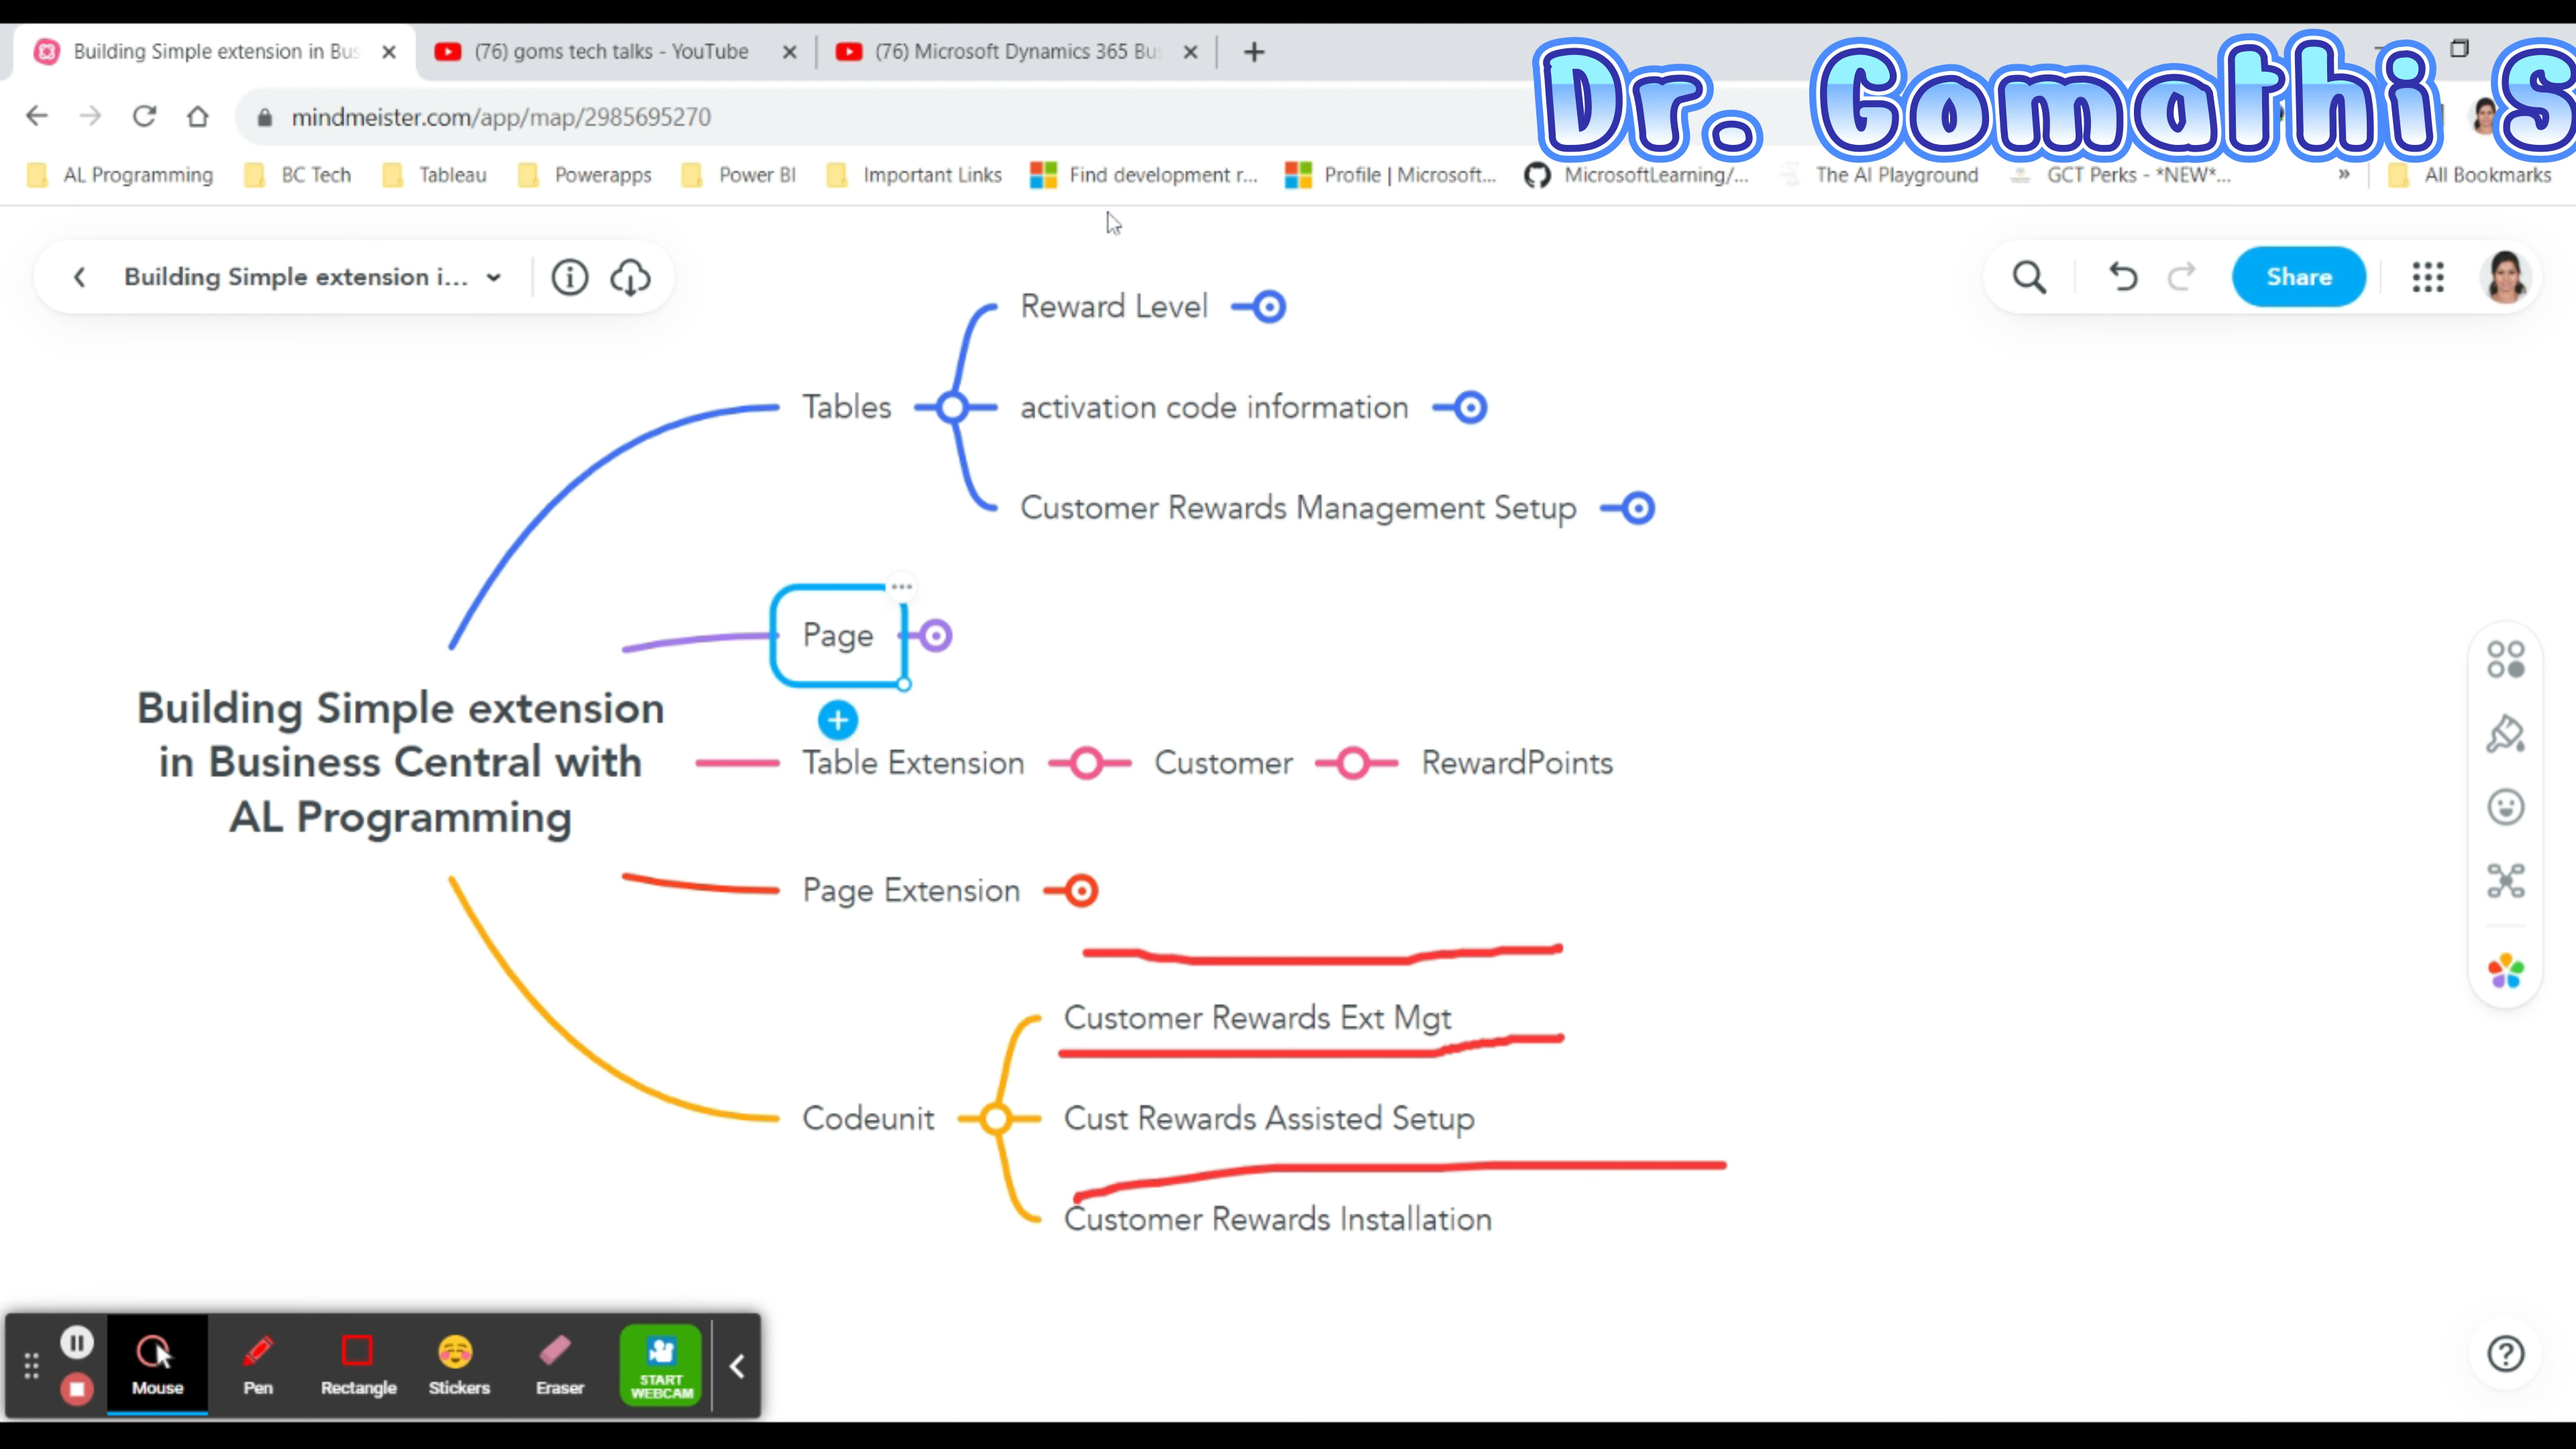 Building Simple extension in Bus
(76) goms tech talks - YouTube
(76) Microsoft Dynamics 365 Bus
Dr. Gomathi S
mindmeister.com/app/map/2985695270
AL Programming
BC Tech
Tableau
Powerapps
Power BI
Important Links
Find development r...
Profile | Microsoft...
MicrosoftLearning/...
The AI Playground
GCT Perks - *NEW*...
»
All Bookmarks
Building Simple extension i...
Share
Reward Level
Tables
activation code information
Customer Rewards Management Setup
Page
Building Simple extension
in Business Central with
AL Programming
Table Extension
Customer
RewardPoints
Page Extension
Customer Rewards Ext Mgt
Codeunit
Cust Rewards Assisted Setup
Customer Rewards Installation
Mouse
Pen
Rectangle
Stickers
Eraser
START
WEBCAM